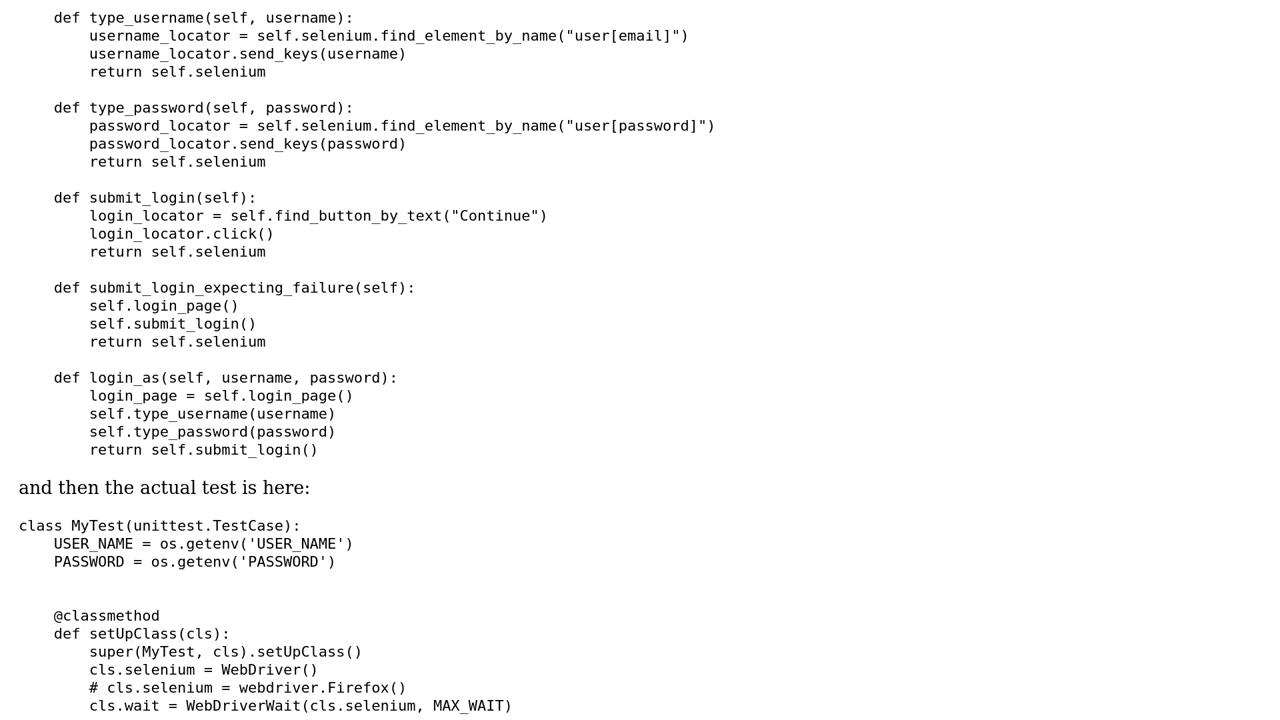 def type_username(self, username):
        username_locator = self.selenium.find_element_by_name("user[email]")
        username_locator.send_keys(username)
        return self.selenium

    def type_password(self, password):
        password_locator = self.selenium.find_element_by_name("user[password]")
        password_locator.send_keys(password)
        return self.selenium

    def submit_login(self):
        login_locator = self.find_button_by_text("Continue")
        login_locator.click()
        return self.selenium

    def submit_login_expecting_failure(self):
        self.login_page()
        self.submit_login()
        return self.selenium

    def login_as(self, username, password):
        login_page = self.login_page()
        self.type_username(username)
        self.type_password(password)
        return self.submit_login()

and then the actual test is here:

class MyTest(unittest.TestCase):
    USER_NAME = os.getenv('USER_NAME')
    PASSWORD = os.getenv('PASSWORD')


    @classmethod
    def setUpClass(cls):
        super(MyTest, cls).setUpClass()
        cls.selenium = WebDriver()
        # cls.selenium = webdriver.Firefox()
        cls.wait = WebDriverWait(cls.selenium, MAX_WAIT)